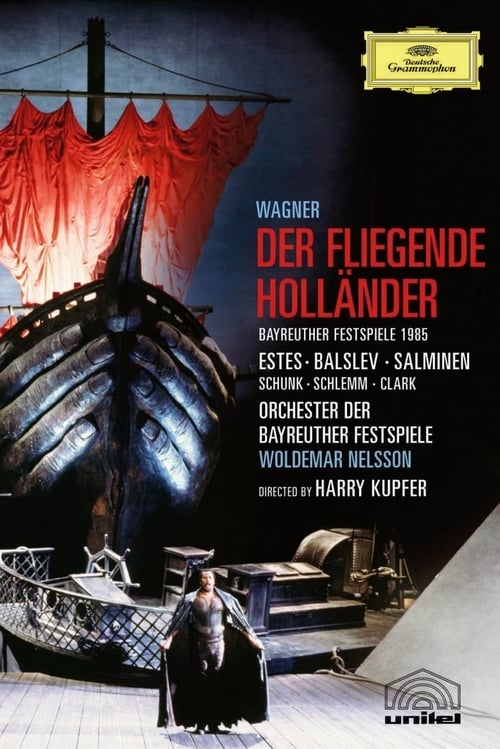 Deutsche
Grammophon
WAGNER
DER FLIEGENDE
HOLLÄNDER
BAYREUTHER FESTSPIELE 1985
ESTES · BALSLEV · SALMINEN
SCHUNK · SCHLEMM · CLARK
ORCHESTER DER
BAYREUTHER FESTSPIELE
WOLDEMAR NELSSON
DIRECTED BY HARRY KUPFER
unitel